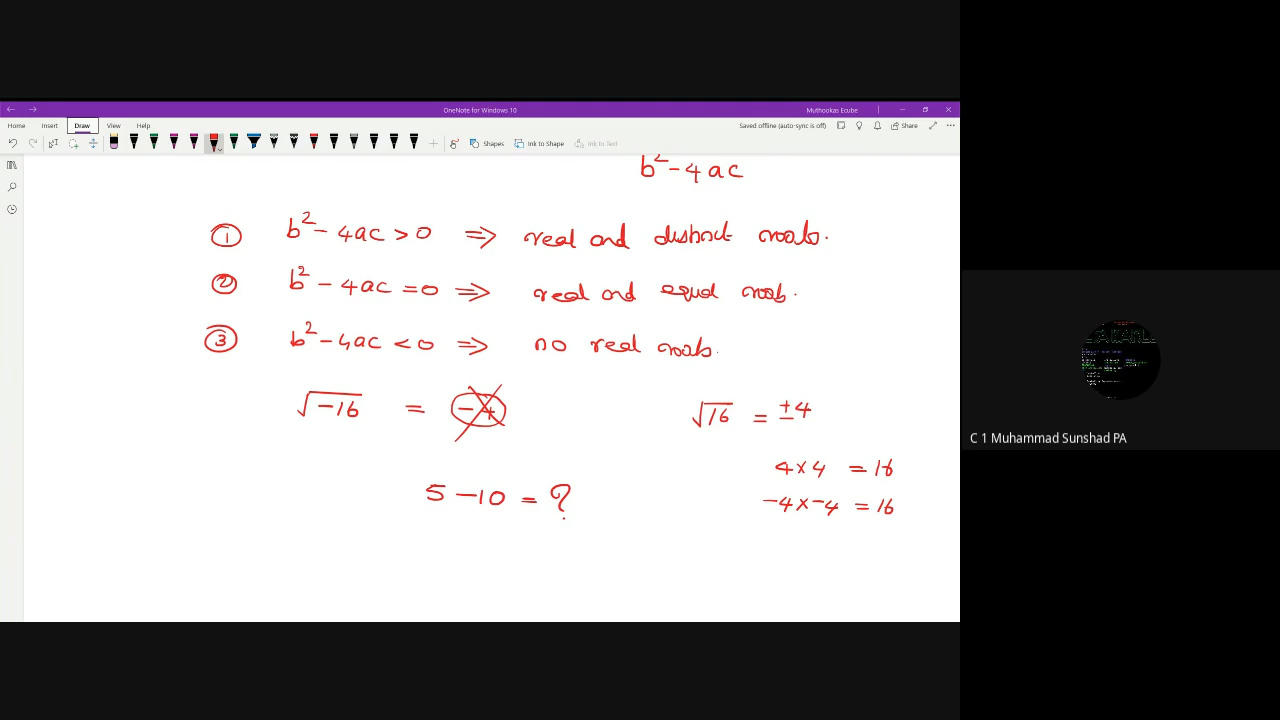 OneNote for Windows 10
Muthookas Ecube
Home Insert Draw View Help
Saved offline (auto-sync is off) Share
Shapes Ink to Shape Ink to Text
b² - 4ac
① b² - 4ac > 0 ⇒ real and distinct roots.
② b² - 4ac = 0 ⇒ real and equal roots.
③ b² - 4ac < 0 ⇒ no real roots.
√-16 = -4
√16 = ±4
4 × 4 = 16
-4 × -4 = 16
5 - 10 = ?
C 1 Muhammad Sunshad PA